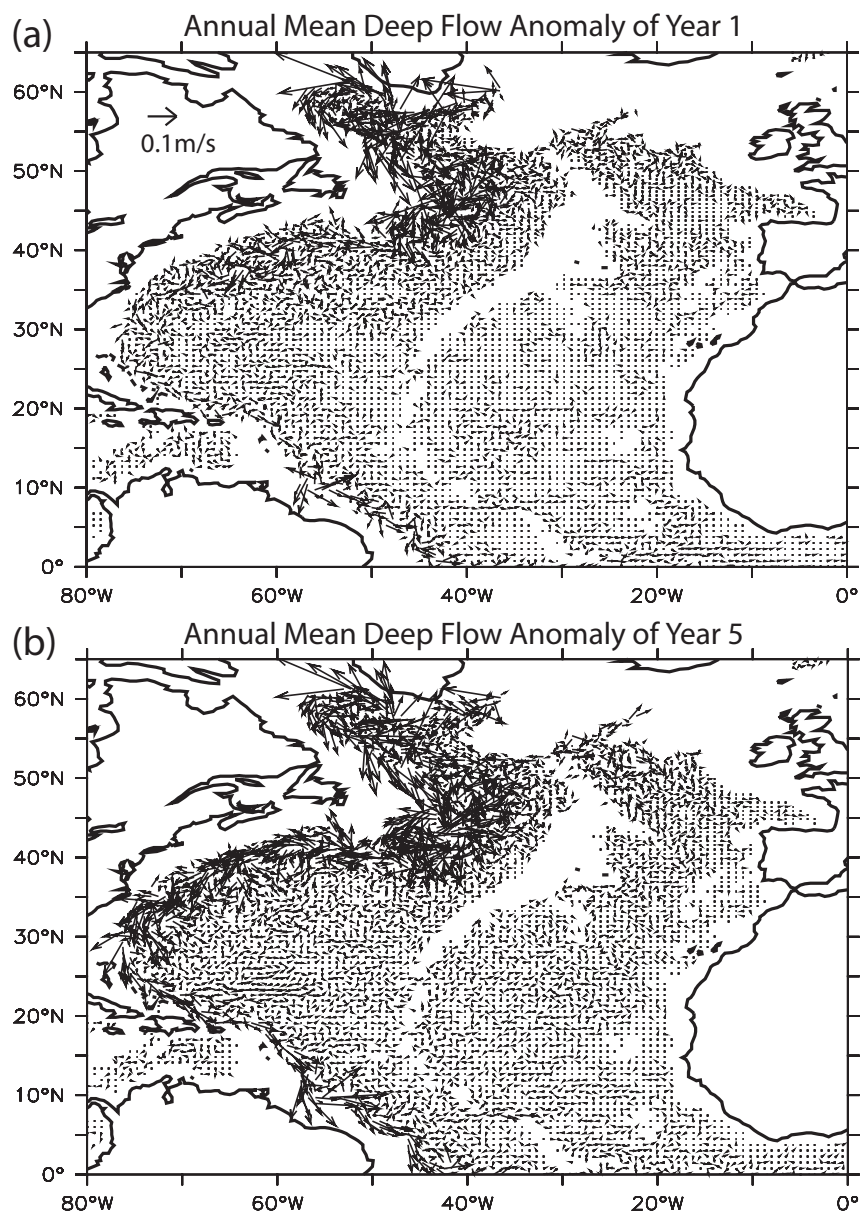 (a) Annual Mean Deep Flow Anomaly of Year 1
60°N
0.1m/s
50°N
40°N
30°N
20°N
10°N
0°
80°W 60°W 40°W 20°W 0°
(b) Annual Mean Deep Flow Anomaly of Year 5
60°N
50°N
40°N
30°N
20°N
10°N
0°
80°W 60°W 40°W 20°W 0°